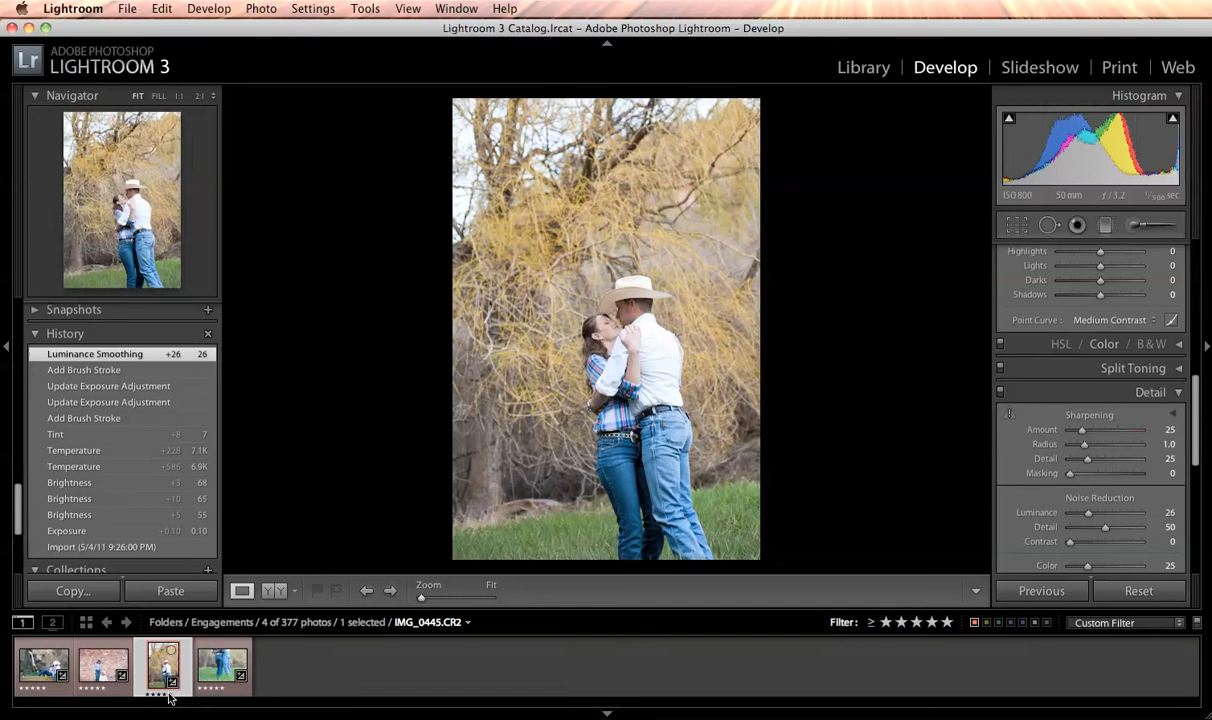 Lightroom File Edit Develop Photo Settings Tools View Window Help
Lightroom 3 Catalog.lrcat – Adobe Photoshop Lightroom – Develop
Lr ADOBE PHOTOSHOP
LIGHTROOM 3
Library | Develop | Slideshow | Print | Web
Navigator FIT FILL 1:1 2:1
Snapshots +
History ×
Luminance Smoothing +26 26
Add Brush Stroke
Update Exposure Adjustment
Update Exposure Adjustment
Add Brush Stroke
Tint +8 7
Temperature +228 7.1K
Temperature +586 6.9K
Brightness +3 68
Brightness +10 65
Brightness +5 55
Exposure +0.10 0.10
Import (5/4/11 9:26:00 PM)
Collections +
Copy... Paste
Histogram
ISO 800 50 mm ƒ / 3.2 1/500 sec
Highlights 0
Lights 0
Darks 0
Shadows 0
Point Curve : Medium Contrast
HSL / Color / B & W
Split Toning
Detail
Sharpening
Amount 25
Radius 1.0
Detail 25
Masking 0
Noise Reduction
Luminance 26
Detail 50
Contrast 0
Color 25
Previous Reset
YY Zoom Fit
1 2 Folders / Engagements / 4 of 377 photos / 1 selected / IMG_0445.CR2 Filter : ≥ ★★★★★ Custom Filter